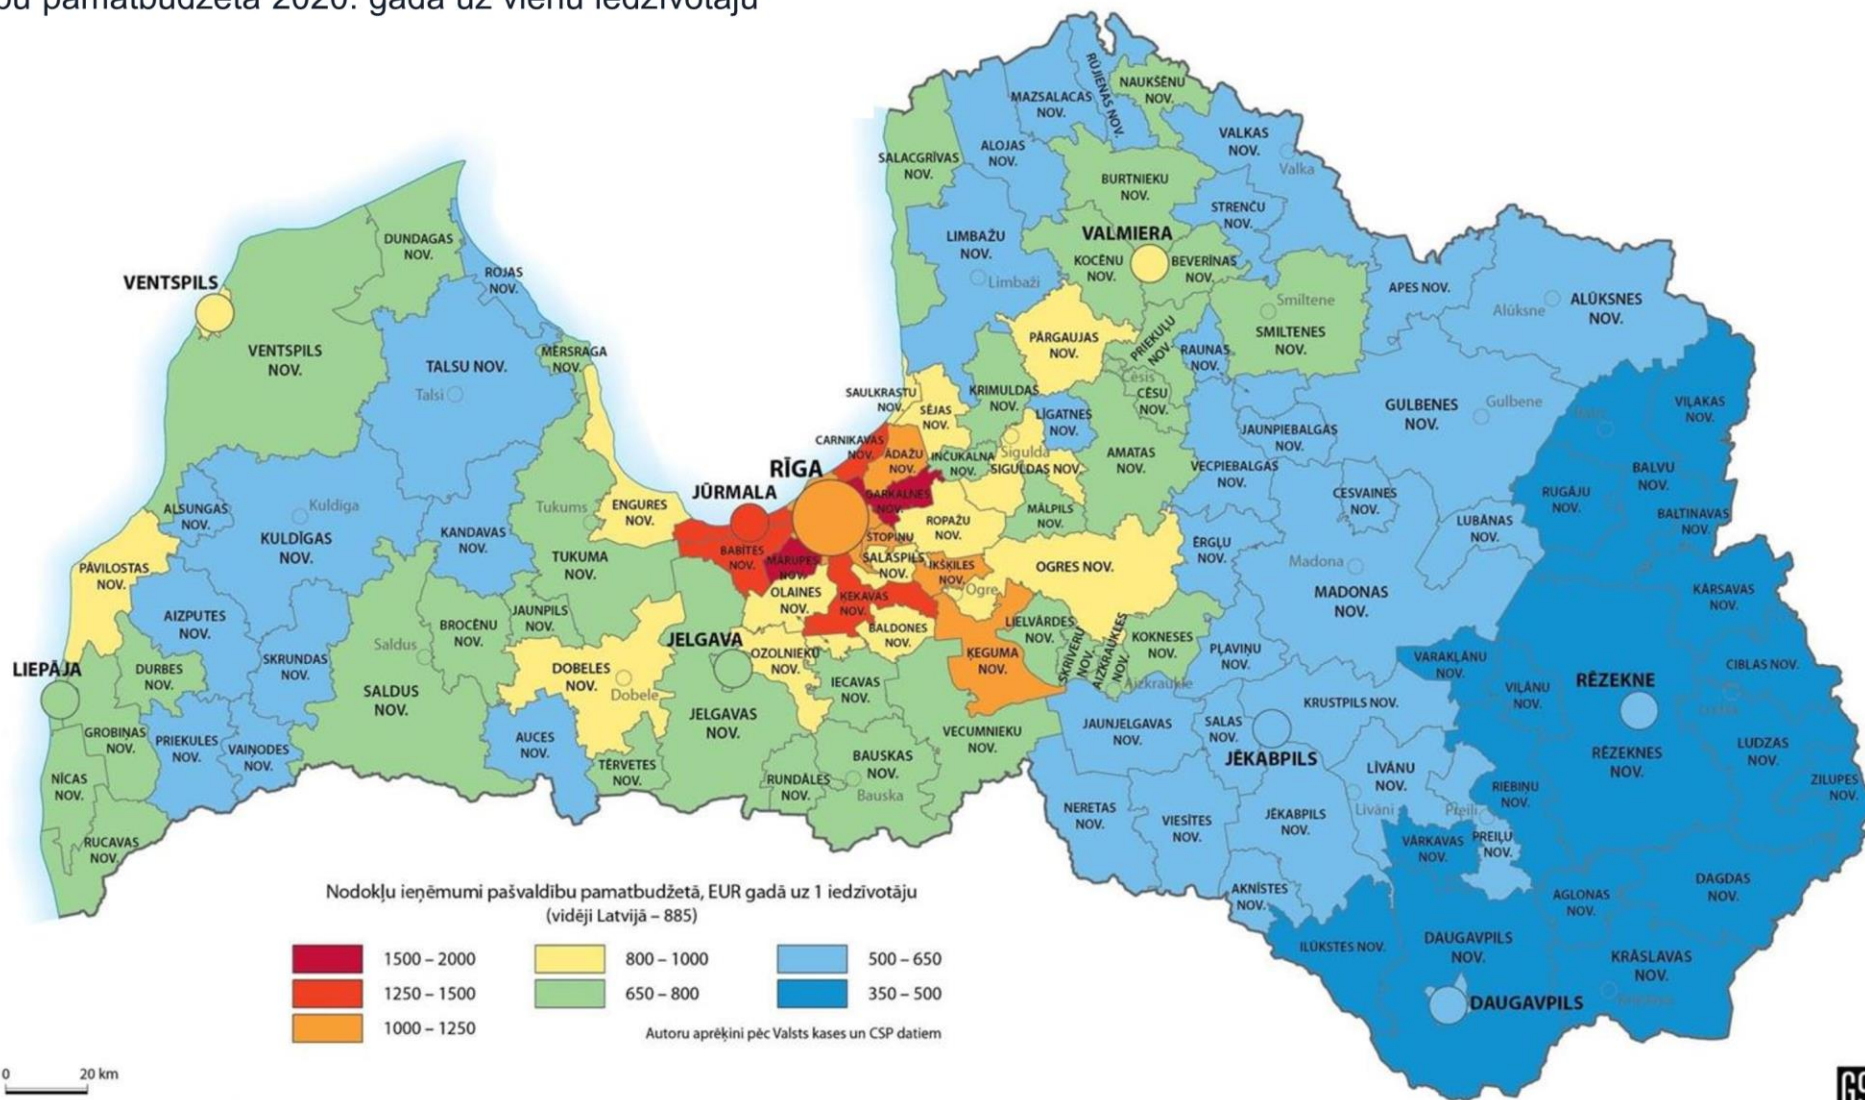 pamatbudžetā 2020. gadā uz vienu iedzīvotāju
MAZSALACAS
NOV.
RŪJIENAS NOV.
NAUKŠĒNU
NOV.
VALKAS
NOV.
Valka
ALOJAS
NOV.
SALACGRĪVAS
NOV.
BURTNIEKU
NOV.
STRENČU
NOV.
LIMBAŽU
NOV.
Limbaži
VALMIERA
KOCĒNU
NOV.
BEVERĪNAS
NOV.
DUNDAGAS
NOV.
ROJAS
NOV.
VENTSPILS
VENTSPILS
NOV.
TALSU NOV.
Talsi
MĒRSRAGA
NOV.
APES NOV.
Alūksne
ALŪKSNES
NOV.
Smiltene
SMILTENES
NOV.
PĀRGAUJAS
NOV.
PRIEKUĻU
NOV.
RAUNAS
NOV.
Cēsis
CĒSU
NOV.
SAULKRASTU
NOV.
SĒJAS
NOV.
KRIMULDAS
NOV.
LĪGATNES
NOV.
GULBENES
NOV.
Gulbene
VIĻAKAS
NOV.
JAUNPIEBALGAS
NOV.
CARNIKAVAS
NOV.
ĀDAŽU
NOV.
INČUKALNA
NOV.
Sigulda
SIGULDAS NOV.
AMATAS
NOV.
VECPIEBALGAS
NOV.
CESVAINES
NOV.
BALVU
NOV.
RUGĀJU
NOV.
BALTINAVAS
NOV.
RĪGA
JŪRMALA
GARKALNES
NOV.
ROPAŽU
NOV.
MĀLPILS
NOV.
LUBĀNAS
NOV.
ALSUNGAS
NOV.
Kuldīga
KULDĪGAS
NOV.
KANDAVAS
NOV.
Tukums
ENGURES
NOV.
TUKUMA
NOV.
BABĪTES
NOV.
MĀRUPES
NOV.
STOPIŅU
SALASPILS
NOV.
IKŠĶILES
NOV.
Ogre
OGRES NOV.
ĒRGĻU
NOV.
Madona
MADONAS
NOV.
KĀRSAVAS
NOV.
PĀVILOSTAS
NOV.
AIZPUTES
NOV.
OLAINES
NOV.
ĶEKAVAS
NOV.
BALDONES
NOV.
LIELVĀRDES
NOV.
SKRĪVERU
NOV.
AIZKRAUKLES
NOV.
KOKNESES
NOV.
Aizkraukle
PĻAVIŅU
NOV.
VARAKĻĀNU
NOV.
CIBLAS NOV.
JAUNPILS
NOV.
BROCĒNU
NOV.
Saldus
JELGAVA
OZOLNIEKU
NOV.
ĶEGUMA
NOV.
LIEPĀJA
DURBES
NOV.
SKRUNDAS
NOV.
SALDUS
NOV.
DOBELES
NOV.
Dobele
IECAVAS
NOV.
VIĻĀNU
NOV.
RĒZEKNE
GROBIŅAS
NOV.
PRIEKULES
NOV.
VAIŅODES
NOV.
AUCES
NOV.
JELGAVAS
NOV.
VECUMNIEKU
NOV.
JAUNJELGAVAS
NOV.
SALAS
NOV.
KRUSTPILS NOV.
JĒKABPILS
LUDZAS
NOV.
RĒZEKNES
NOV.
NĪCAS
NOV.
TĒRVETES
NOV.
RUNDĀLES
NOV.
BAUSKAS
NOV.
Bauska
LĪVĀNU
NOV.
Līvāni
RIEBIŅU
NOV.
ZILUPES
NOV.
RUCAVAS
NOV.
NERETAS
NOV.
VIESĪTES
NOV.
JĒKABPILS
NOV.
Preiļi
VĀRKAVAS
NOV.
PREIĻU
NOV.
AKNĪSTES
NOV.
AGLONAS
NOV.
DAGDAS
NOV.
ILŪKSTES NOV.
DAUGAVPILS
NOV.
KRĀSLAVAS
NOV.
DAUGAVPILS
Nodokļu ieņēmumi pašvaldību pamatbudžetā, EUR gadā uz 1 iedzīvotāju
(vidēji Latvijā – 885)
1500 – 2000
800 – 1000
500 – 650
1250 – 1500
650 – 800
350 – 500
1000 – 1250
Autoru aprēķini pēc Valsts kases un CSP datiem
0 20 km